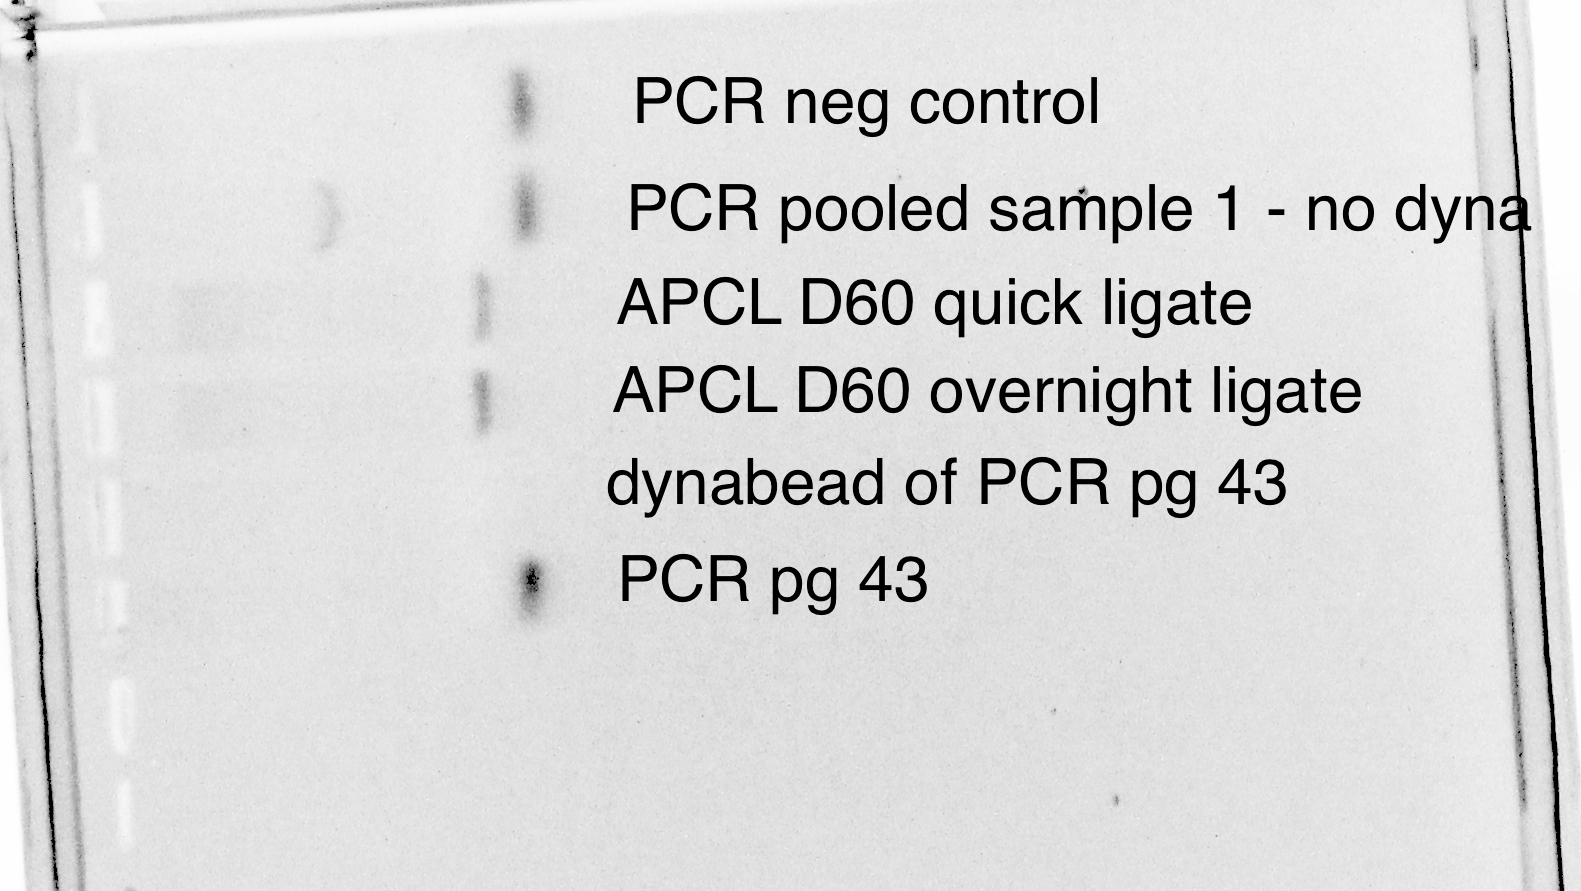 PCR neg control
PCR pooled sample 1 - no dyna
APCL D60 quick ligate
APCL D60 overnight ligate
dynabead of PCR pg 43
PCR pg 43